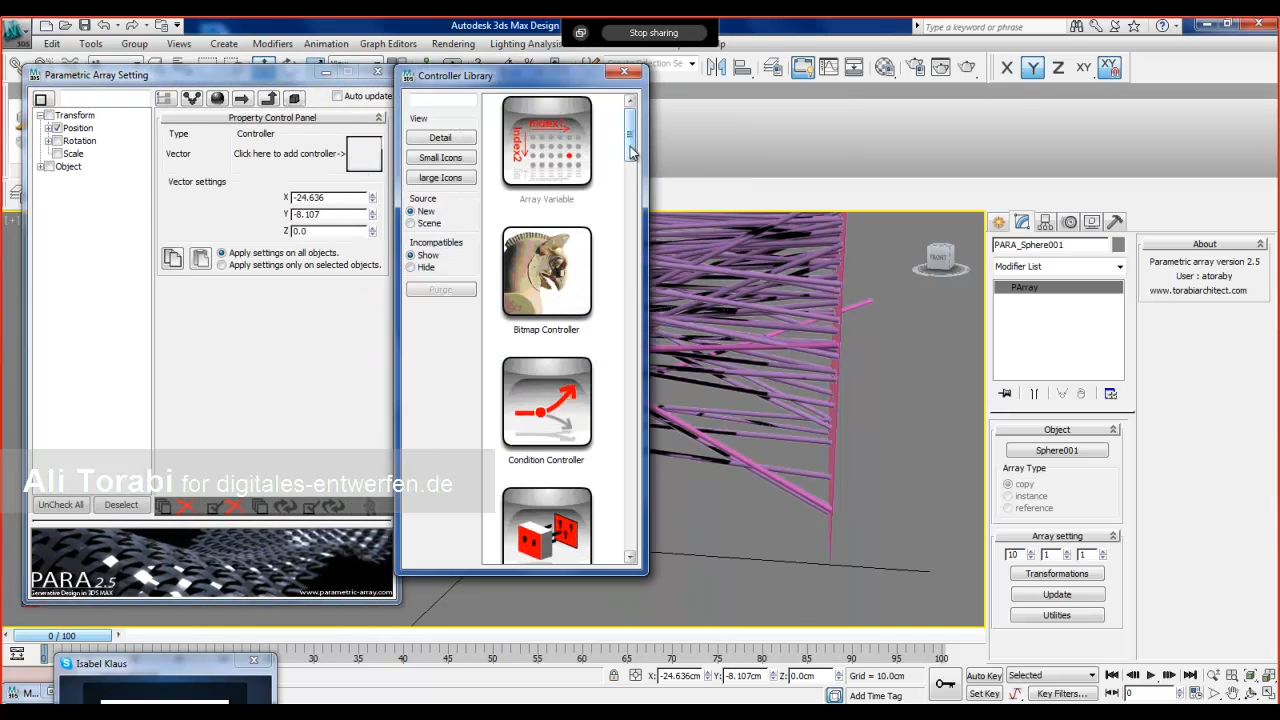 Autodesk 3ds Max Design
Stop sharing
Type a keyword or phrase
Edit
Tools
Group
Views
Create
Modifiers
Animation
Graph Editors
Rendering
Lighting Analysis
X
Y
Z
XY
Parametric Array Setting
Auto update
Transform
Position
Rotation
Scale
Object
Property Control Panel
Type
Controller
Vector
Click here to add controller->
Vector settings
X -24.636
Y -8.107
Z 0.0
Apply settings on all objects.
Apply settings only on selected objects.
UnCheck All
Deselect
PARA 2.5
Generative Design in 3DS MAX
www.parametric-array.com
Controller Library
View
Detail
Small Icons
large Icons
Source
New
Scene
Incompatibles
Show
Hide
Purge
Index1
Index2
Array Variable
Bitmap Controller
Condition Controller
Ali Torabi for digitales-entwerfen.de
FRONT
PARA_Sphere001
Modifier List
PArray
About
Parametric array version 2.5
User : atoraby
www.torabiarchitect.com
Object
Sphere001
Array Type
copy
instance
reference
Array setting
10
1
1
Transformations
Update
Utilities
0 / 100
30
35
40
45
50
55
60
65
70
75
80
85
90
95
100
Isabel Klaus
X: -24.636cm
Y: -8.107cm
Z: 0.0cm
Grid = 10.0cm
Add Time Tag
Auto Key
Selected
Set Key
Key Filters...
0